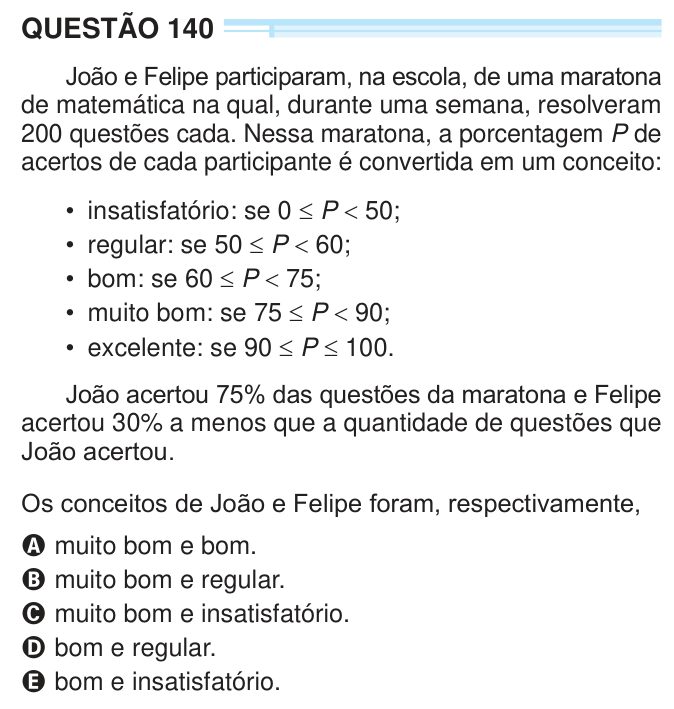 QUESTÃO 140
João e Felipe participaram, na escola, de uma maratona
de matemática na qual, durante uma semana, resolveram
200 questões cada. Nessa maratona, a porcentagem P de
acertos de cada participante é convertida em um conceito:
• insatisfatório: se 0 ≤ P < 50;
• regular: se 50 ≤ P < 60;
• bom: se 60 ≤ P < 75;
• muito bom: se 75 ≤ P < 90;
• excelente: se 90 ≤ P ≤ 100.
João acertou 75% das questões da maratona e Felipe
acertou 30% a menos que a quantidade de questões que
João acertou.
Os conceitos de João e Felipe foram, respectivamente,
A muito bom e bom.
B muito bom e regular.
C muito bom e insatisfatório.
D bom e regular.
E bom e insatisfatório.